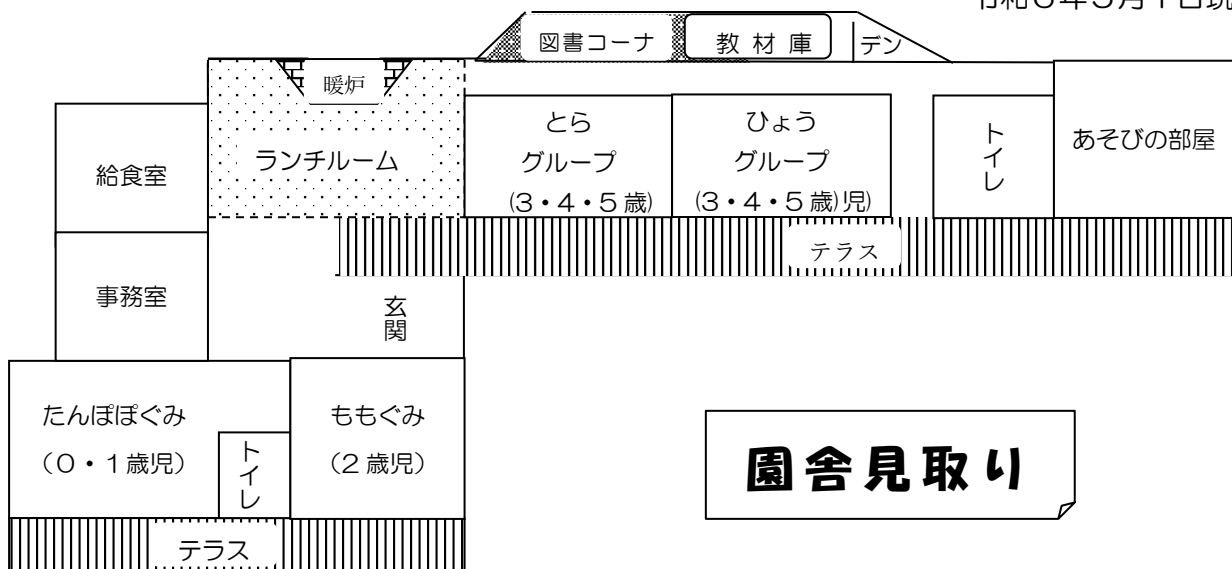 図書コーナ
教材庫
デン
暖炉
とら
グループ
(3・4・5歳)
ひょう
グループ
(3・4・5歳)児)
トイレ
あそびの部屋
給食室
ランチルーム
テラス
事務室
玄関
たんぽぽぐみ
(0・1歳児)
トイレ
ももぐみ
(2歳児)
園舎見取り
テラス